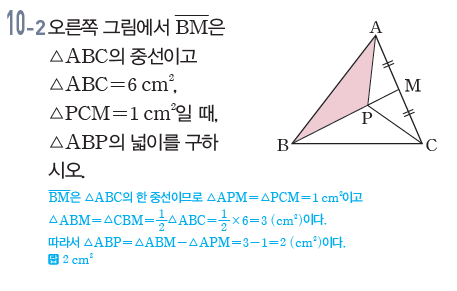 10-2 오른쪽 그림에서 B̅M̅은
△ABC의 중선이고
△ABC=6 cm²,
△PCM=1 cm²일 때,
△ABP의 넓이를 구하
시오.
A
M
P
B
C
B̅M̅은 △ABC의 한 중선이므로 △APM=△PCM=1 cm²이고
△ABM=△CBM=1/2△ABC=1/2×6=3 (cm²)이다.
따라서 △ABP=△ABM-△APM=3-1=2 (cm²)이다.
답 2 cm²